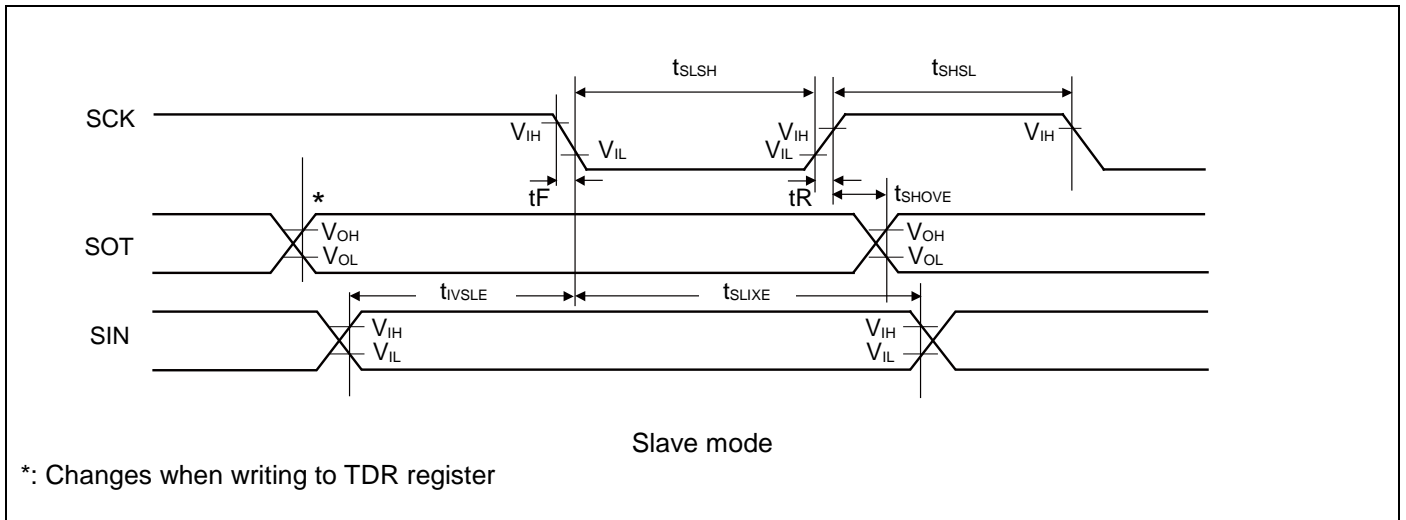 tSLSH tSHSL
SCK VIH VIL VIL VIH VIH
tF tR tSHOVE
*
SOT VOH VOH
VOL VOL
tIVSLE tSLIXE
SIN VIH VIH
VIL VIL
Slave mode
*: Changes when writing to TDR register